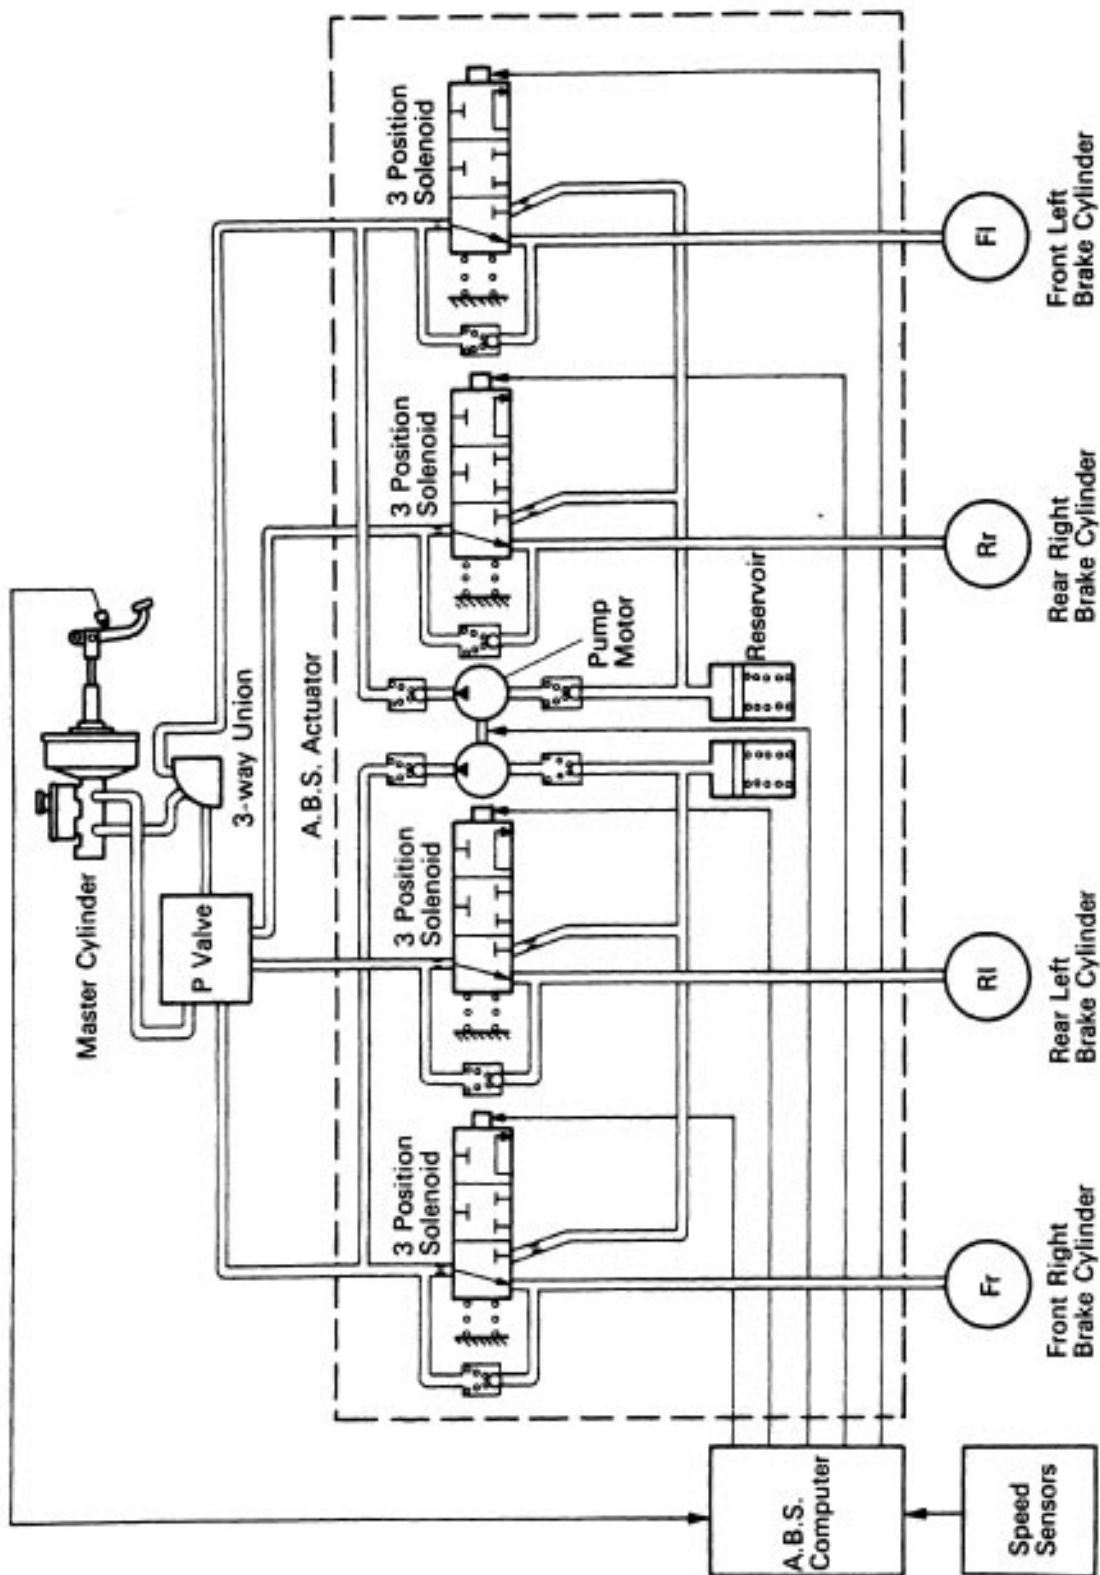 Master Cylinder
P Valve
3-way Union
A.B.S. Actuator
3 Position
Solenoid
3 Position
Solenoid
3 Position
Solenoid
3 Position
Solenoid
Pump
Motor
Reservoir
A.B.S.
Computer
Speed
Sensors
Fr
Rl
Rr
Fl
Front Right
Brake Cylinder
Rear Left
Brake Cylinder
Rear Right
Brake Cylinder
Front Left
Brake Cylinder